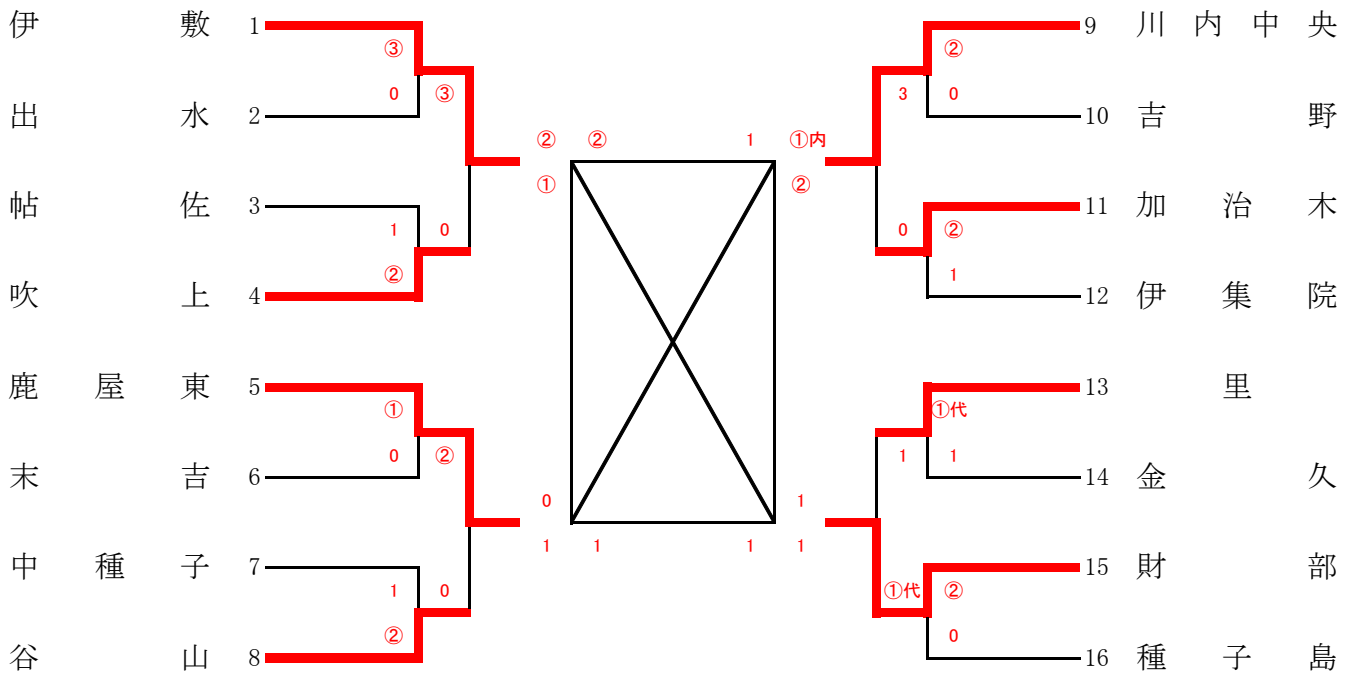 伊敷 1 9 川内中央
③ ②
0 ③ 3 0
出水 2 10 吉野
② ② 1 ①内
① ②
帖佐 3 11 加治木
1 0 0 ②
② 1
吹上 4 12 伊集院
鹿屋東 5 13 里
① ①代
0 ② 1 1
末吉 6 14 金久
0 1
1 1 1 1
中種子 7 15 財部
1 0 ①代 ②
② 0
谷山 8 16 種子島